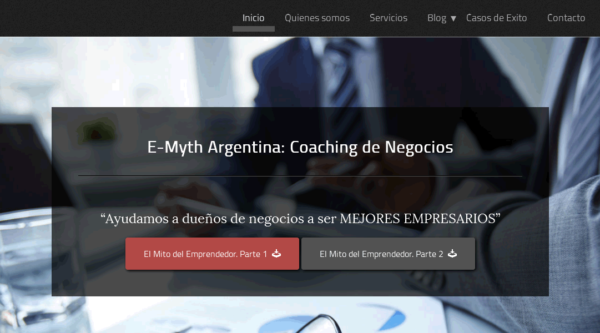 Inicio Quienes somos Servicios Blog ▼ Casos de Exito Contacto
E-Myth Argentina: Coaching de Negocios
“Ayudamos a dueños de negocios a ser MEJORES EMPRESARIOS”
El Mito del Emprendedor. Parte 1 El Mito del Emprendedor. Parte 2